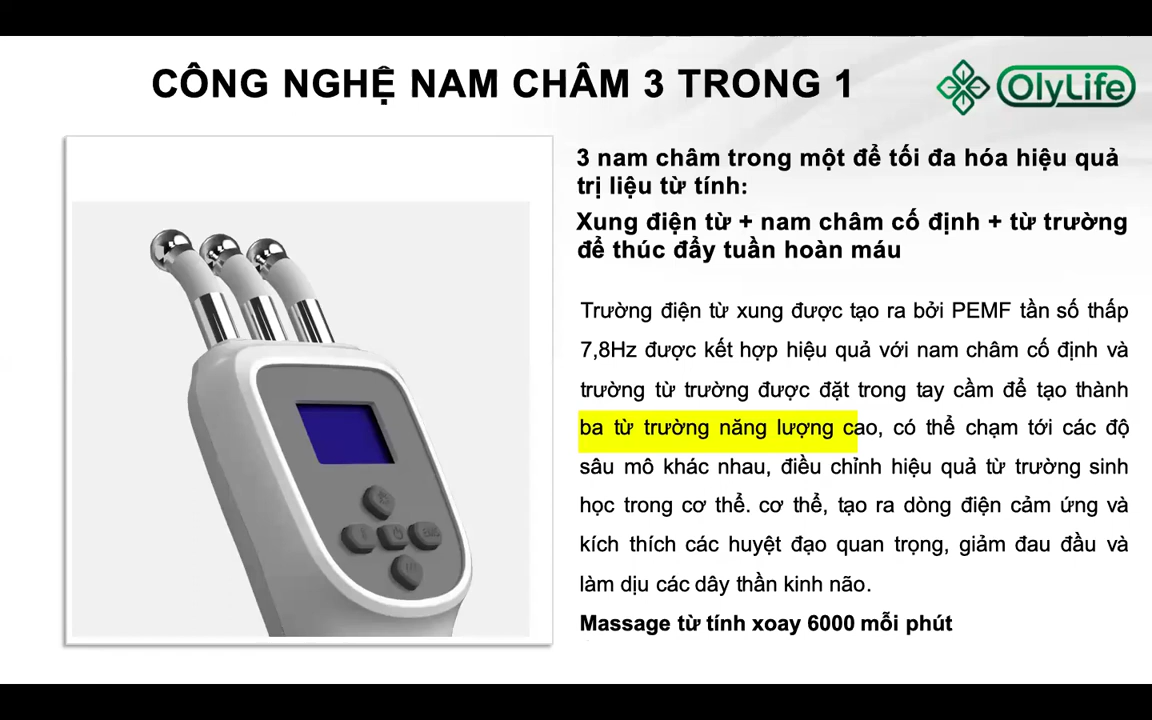 CÔNG NGHỆ NAM CHÂM 3 TRONG 1
OlyLife
3 nam châm trong một để tối đa hóa hiệu quả
trị liệu từ tính:
Xung điện từ + nam châm cố định + từ trường
để thúc đẩy tuần hoàn máu
Trường điện từ xung được tạo ra bởi PEMF tần số thấp
7,8Hz được kết hợp hiệu quả với nam châm cố định và
trường từ trường được đặt trong tay cầm để tạo thành
ba từ trường năng lượng cao, có thể chạm tới các độ
sâu mô khác nhau, điều chỉnh hiệu quả từ trường sinh
học trong cơ thể. cơ thể, tạo ra dòng điện cảm ứng và
kích thích các huyệt đạo quan trọng, giảm đau đầu và
làm dịu các dây thần kinh não.
Massage từ tính xoay 6000 mỗi phút